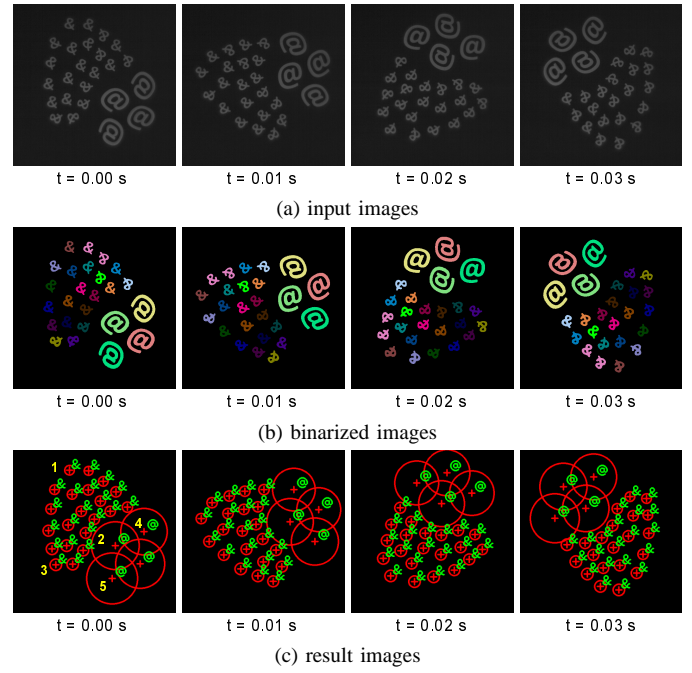 t = 0.00 s t = 0.01 s t = 0.02 s t = 0.03 s
(a) input images
t = 0.00 s t = 0.01 s t = 0.02 s t = 0.03 s
(b) binarized images
1
2
4
3
5
t = 0.00 s t = 0.01 s t = 0.02 s t = 0.03 s
(c) result images